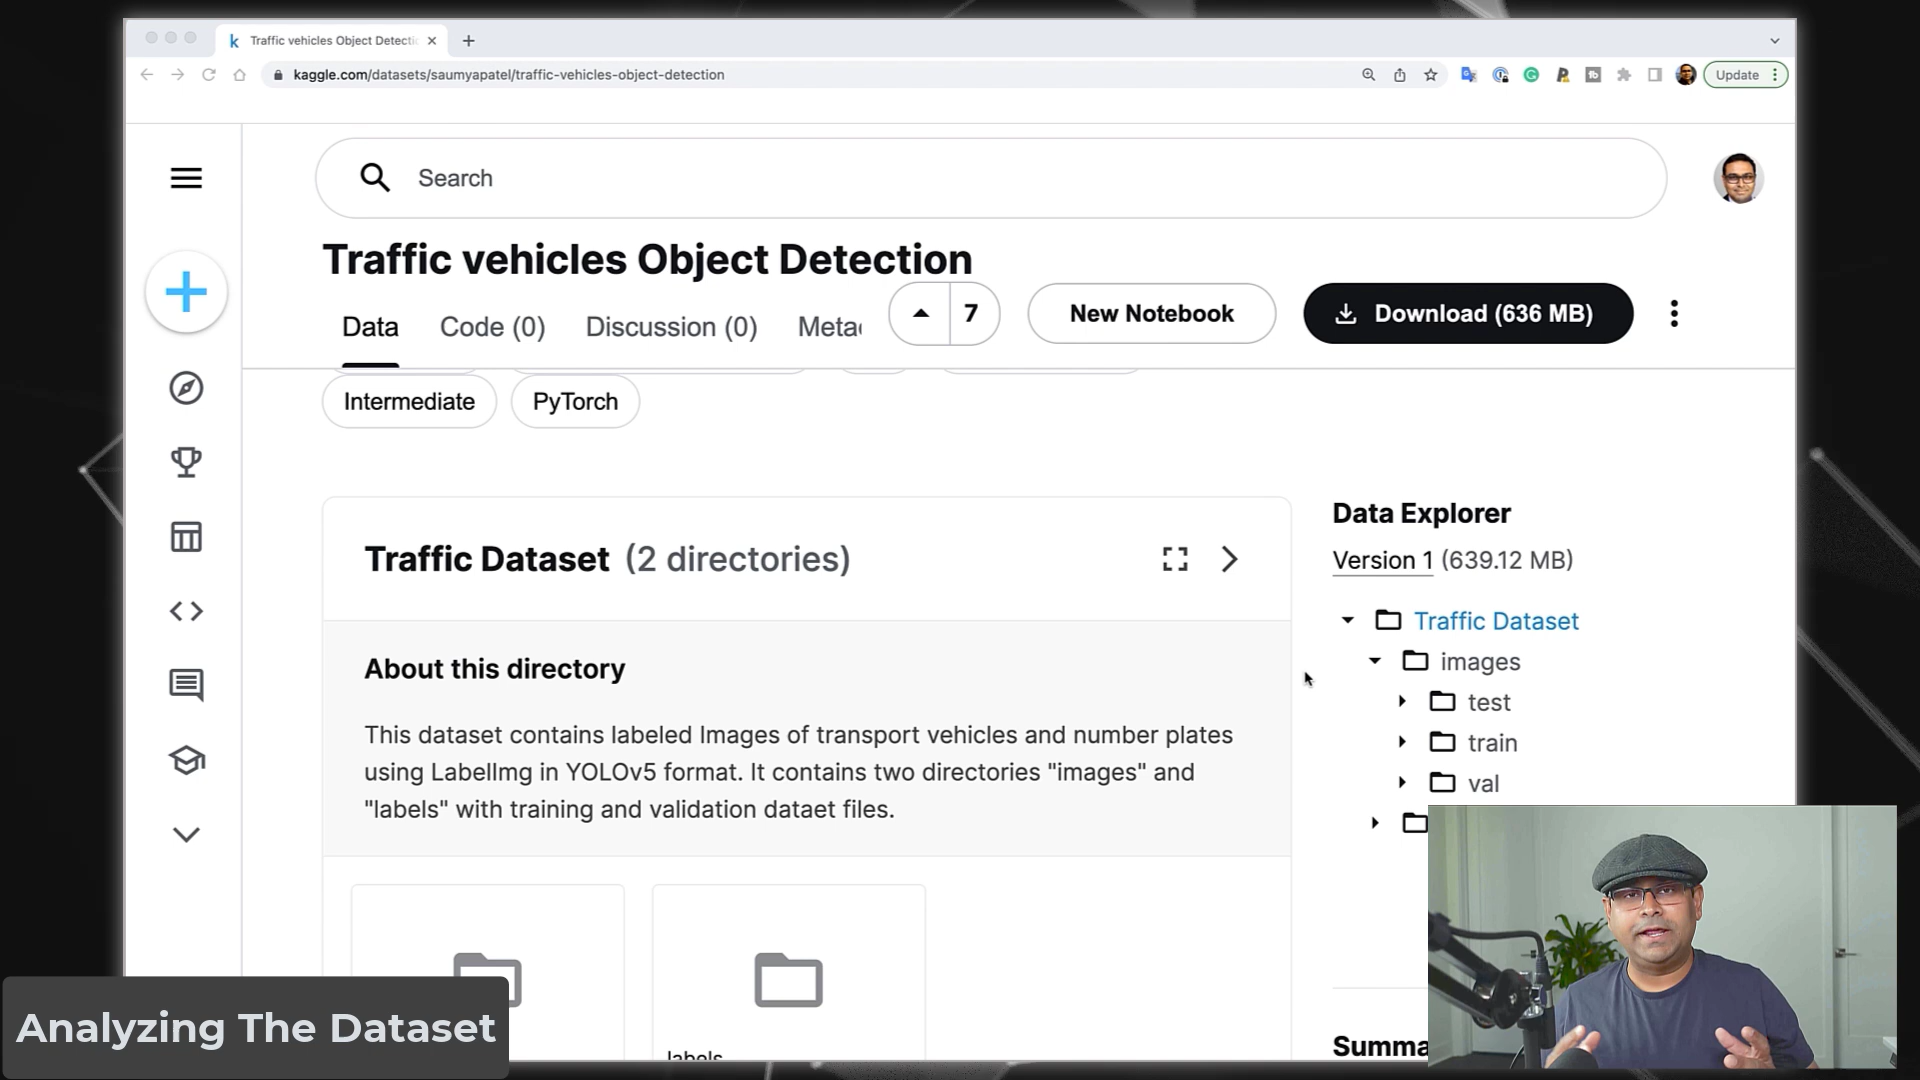 Traffic vehicles Object Detecti
kaggle.com/datasets/saumyapatel/traffic-vehicles-object-detection
Update
Search
Traffic vehicles Object Detection
Data
Code (0)
Discussion (0)
Meta
7
New Notebook
Download (636 MB)
Intermediate
PyTorch
Traffic Dataset (2 directories)
About this directory
This dataset contains labeled Images of transport vehicles and number plates
using LabelImg in YOLOv5 format. It contains two directories "images" and
"labels" with training and validation dataet files.
labels
Data Explorer
Version 1 (639.12 MB)
Traffic Dataset
images
test
train
val
Summa
Analyzing The Dataset